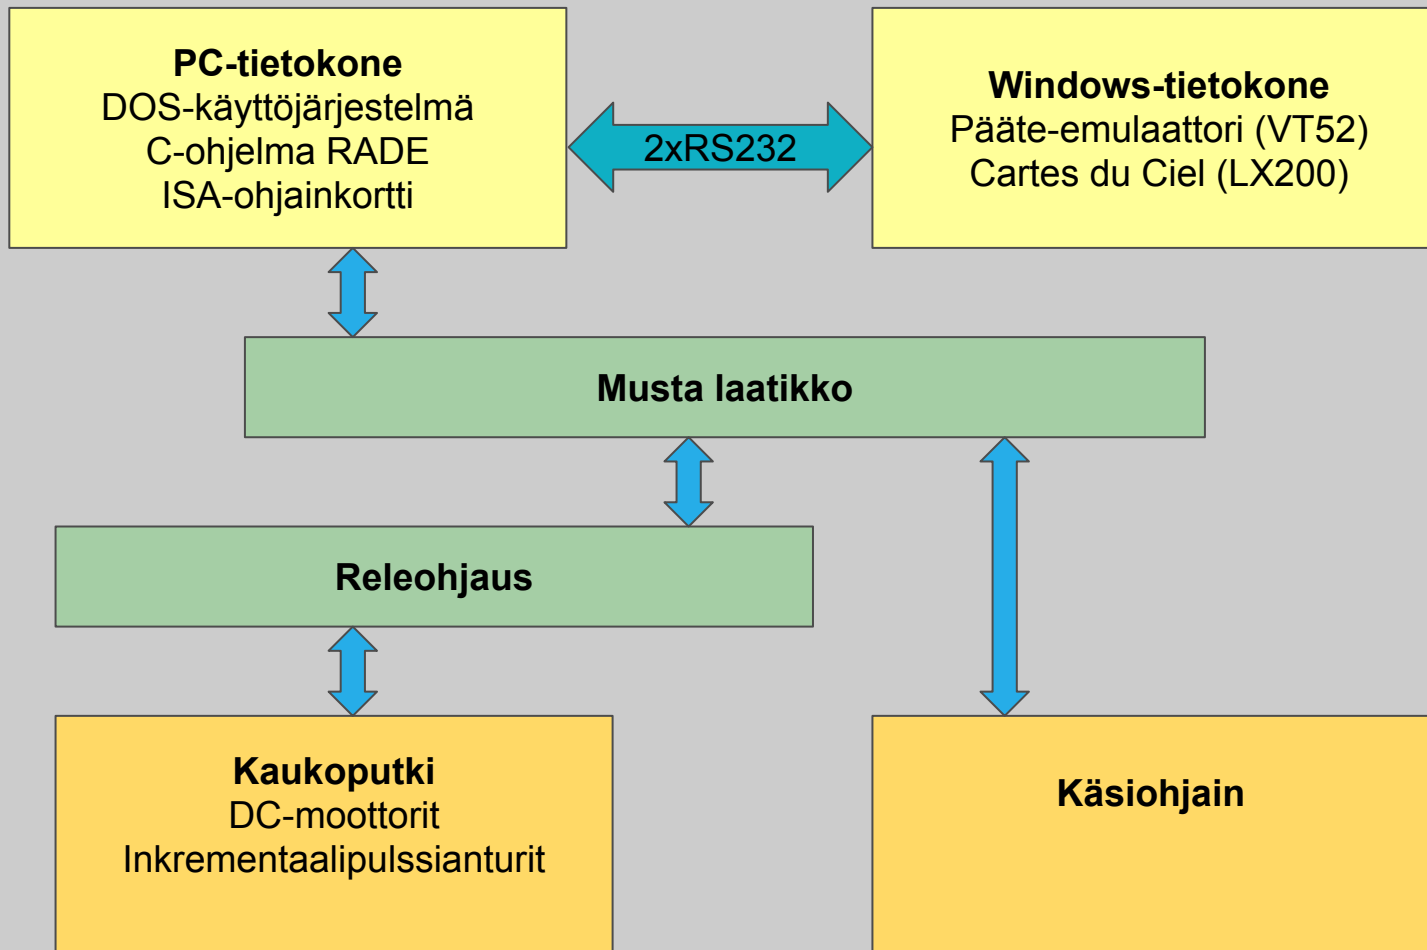 PC-tietokone
DOS-käyttöjärjestelmä
C-ohjelma RADE
ISA-ohjainkortti
2xRS232
Windows-tietokone
Pääte-emulaattori (VT52)
Cartes du Ciel (LX200)
Musta laatikko
Releohjaus
Kaukoputki
DC-moottorit
Inkrementaalipulssianturit
Käsiohjain